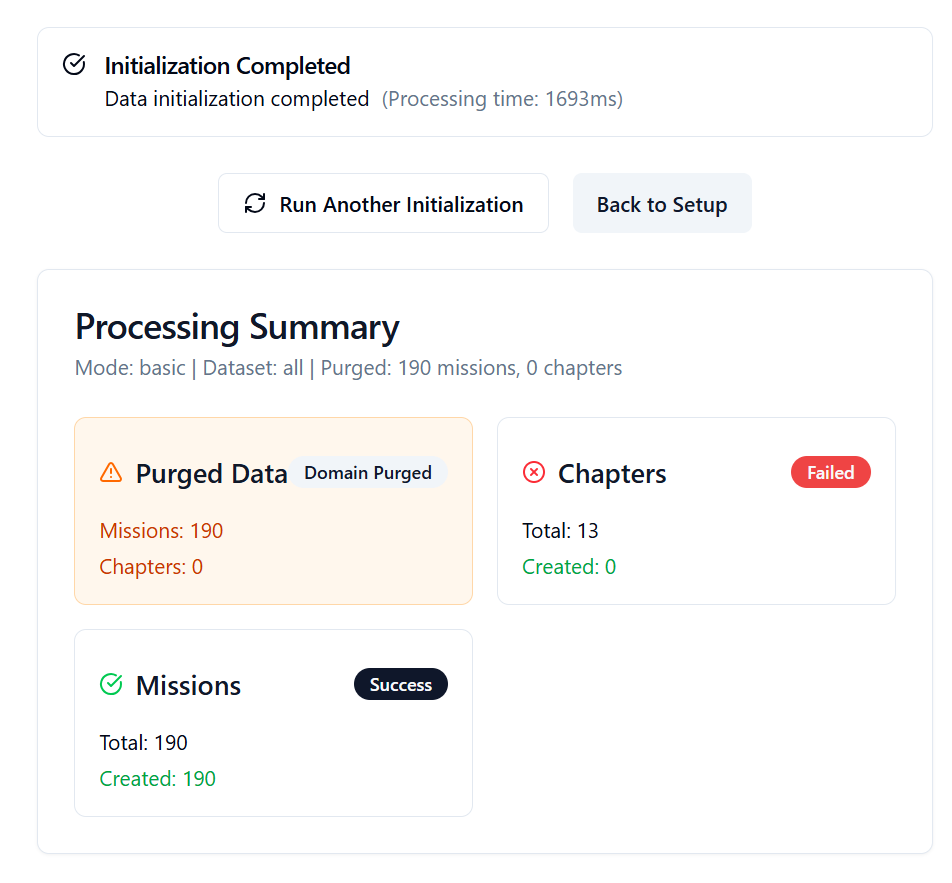 Initialization Completed
Data initialization completed (Processing time: 1693ms)
Run Another Initialization
Back to Setup
Processing Summary
Mode: basic | Dataset: all | Purged: 190 missions, 0 chapters
Purged Data Domain Purged
Missions: 190
Chapters: 0
Chapters Failed
Total: 13
Created: 0
Missions Success
Total: 190
Created: 190